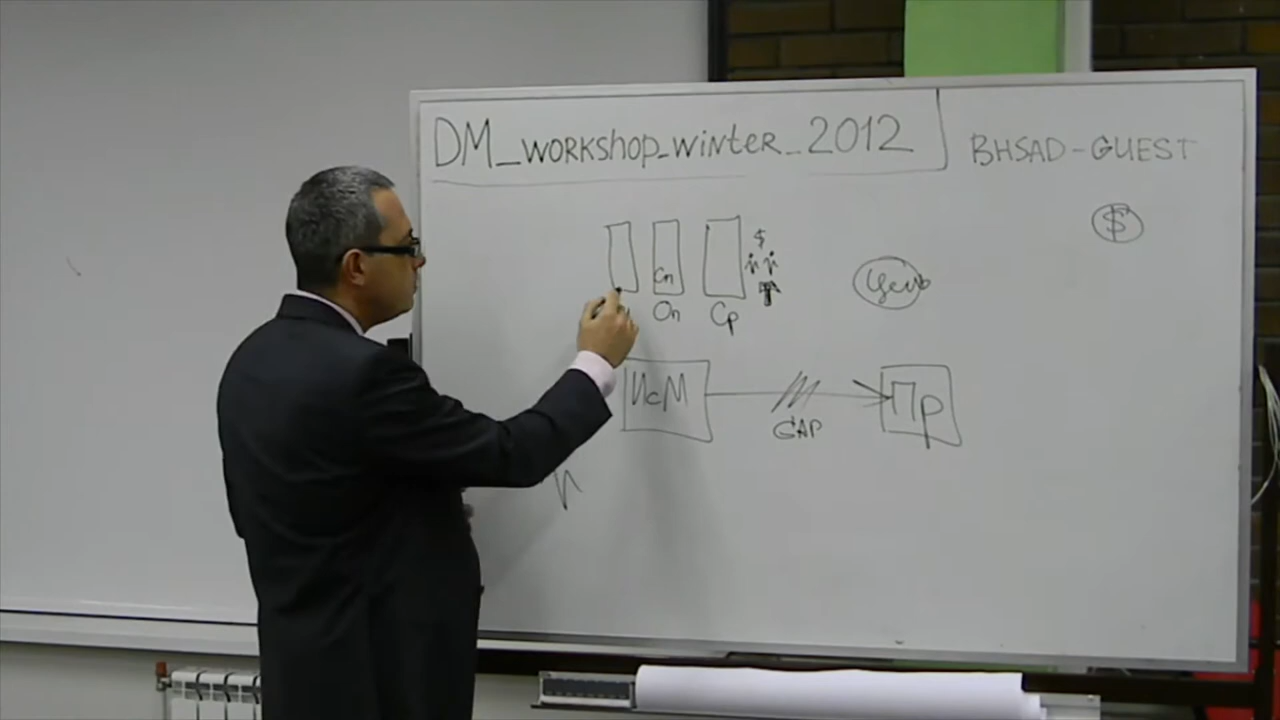 DM_WORKSHOP_WINTER_2012
BHSAD-GUEST
$
$
Сп
Оп
Ср
Цель
ИсМ
GAP
Пр
И